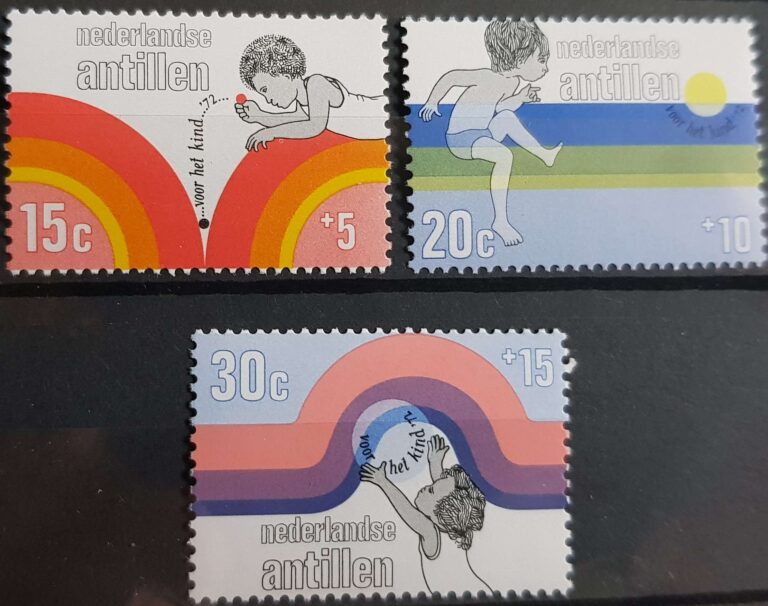 nederlandse
antillen
...voor het kind...72...
15c
+5
nederlandse
antillen
voor het kind...72
20c
+10
30c
+15
voor het kind '72
nederlandse
antillen